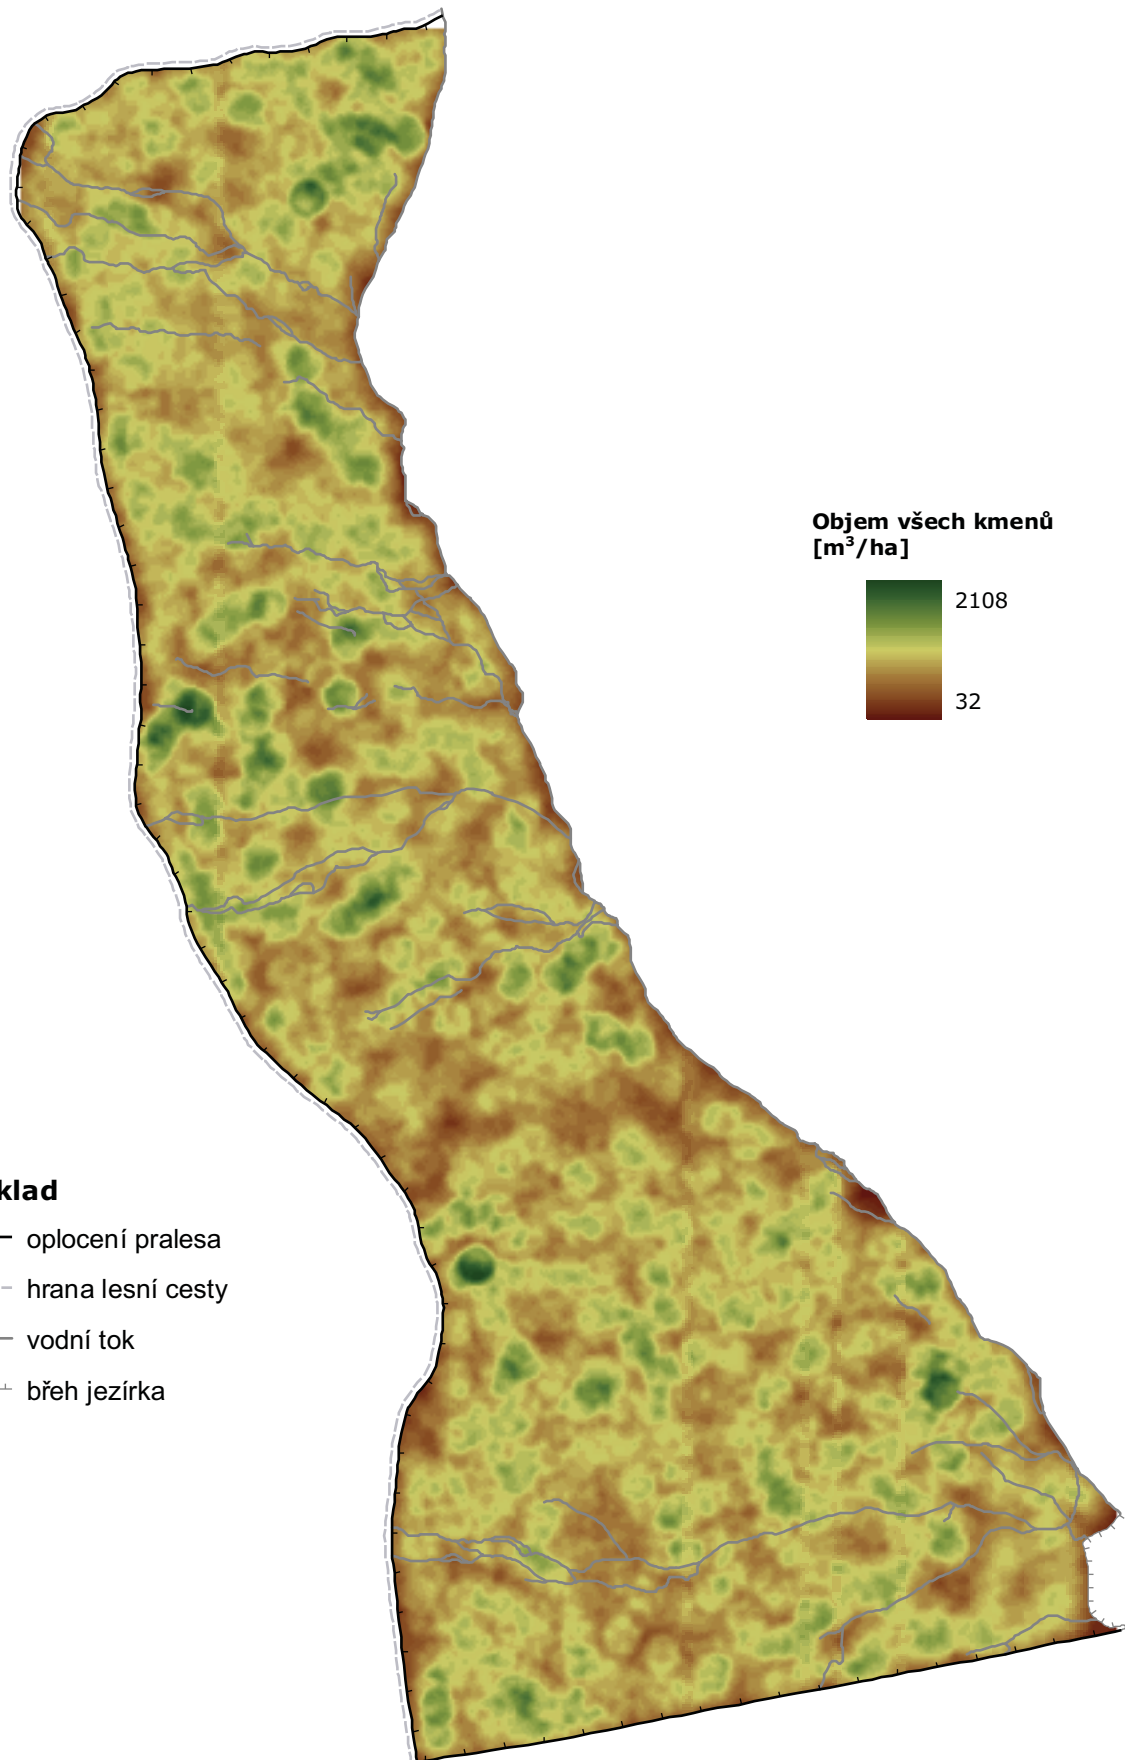 Objem všech kmenů
[m³/ha]
2108
32
klad
oplocení pralesa
hrana lesní cesty
vodní tok
břeh jezírka